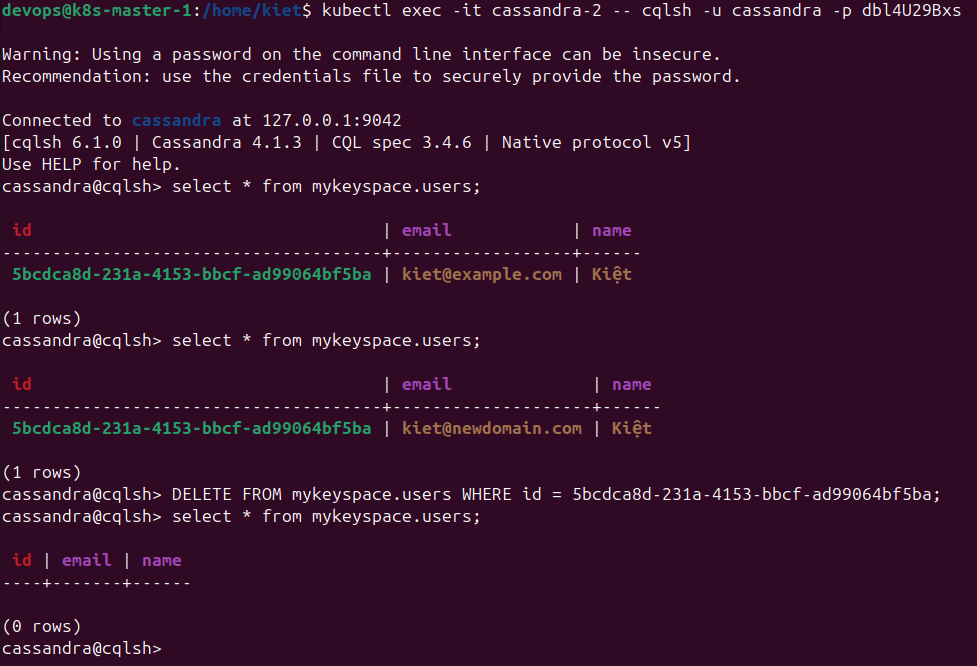 devops@k8s-master-1:/home/kiet$ kubectl exec -it cassandra-2 -- cqlsh -u cassandra -p dbl4U29Bxs
Warning: Using a password on the command line interface can be insecure.
Recommendation: use the credentials file to securely provide the password.
Connected to cassandra at 127.0.0.1:9042
[cqlsh 6.1.0 | Cassandra 4.1.3 | CQL spec 3.4.6 | Native protocol v5]
Use HELP for help.
cassandra@cqlsh> select * from mykeyspace.users;
id | email | name
--------------------------------------+------------------+------
5bcdca8d-231a-4153-bbcf-ad99064bf5ba | kiet@example.com | Kiệt
(1 rows)
cassandra@cqlsh> select * from mykeyspace.users;
id | email | name
--------------------------------------+--------------------+------
5bcdca8d-231a-4153-bbcf-ad99064bf5ba | kiet@newdomain.com | Kiệt
(1 rows)
cassandra@cqlsh> DELETE FROM mykeyspace.users WHERE id = 5bcdca8d-231a-4153-bbcf-ad99064bf5ba;
cassandra@cqlsh> select * from mykeyspace.users;
id | email | name
----+-------+------
(0 rows)
cassandra@cqlsh>